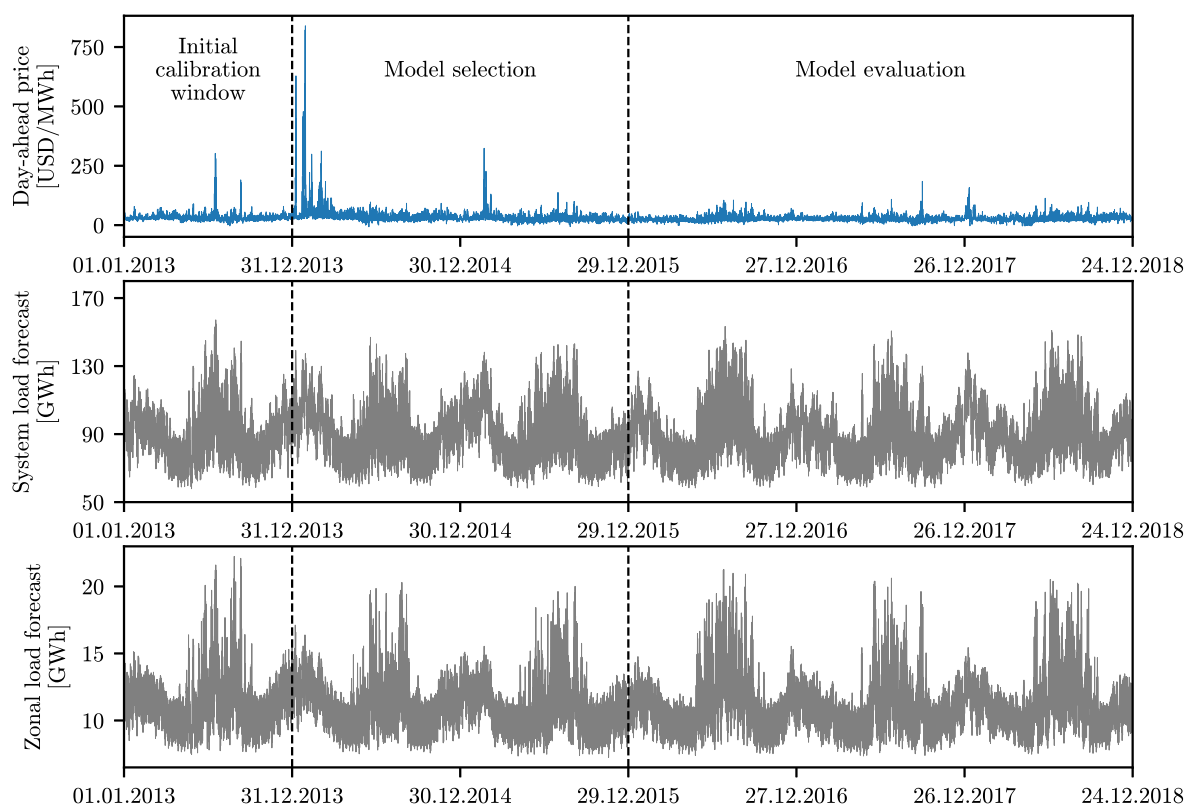 Day-ahead price
[USD/MWh]
750
500
250
0
Initial
calibration
window
Model selection
Model evaluation
01.01.2013 31.12.2013 30.12.2014 29.12.2015 27.12.2016 26.12.2017 24.12.2018
System load forecast
[GWh]
170
130
90
50
01.01.2013 31.12.2013 30.12.2014 29.12.2015 27.12.2016 26.12.2017 24.12.2018
Zonal load forecast
[GWh]
20
15
10
01.01.2013 31.12.2013 30.12.2014 29.12.2015 27.12.2016 26.12.2017 24.12.2018